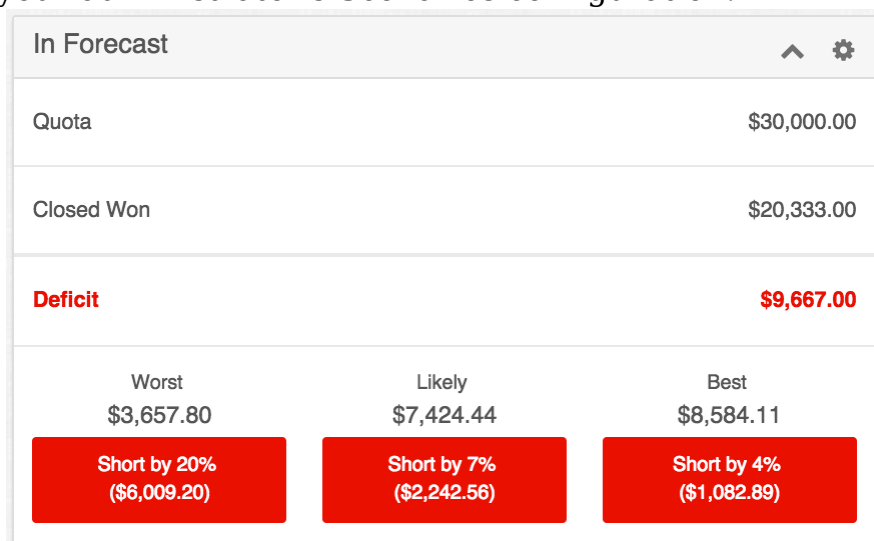 In Forecast
Quota $30,000.00
Closed Won $20,333.00
Deficit $9,667.00
Worst Likely Best
$3,657.80 $7,424.44 $8,584.11
Short by 20% Short by 7% Short by 4%
($6,009.20) ($2,242.56) ($1,082.89)